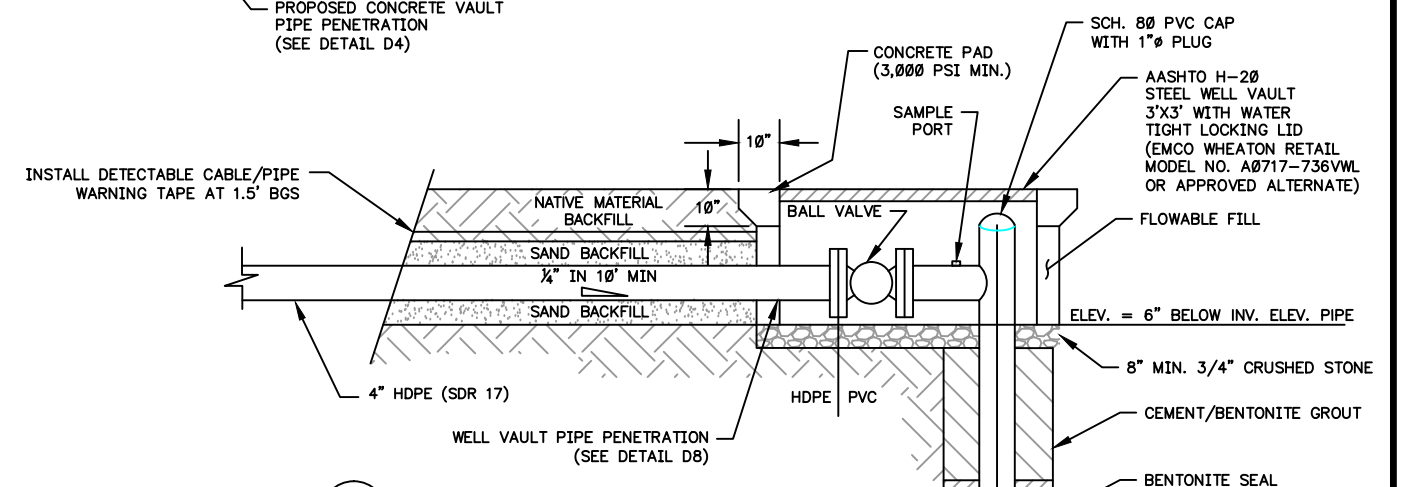 PROPOSED CONCRETE VAULT
PIPE PENETRATION
(SEE DETAIL D4)
SCH. 80 PVC CAP
WITH 1"ø PLUG
CONCRETE PAD
(3,000 PSI MIN.)
AASHTO H-20
STEEL WELL VAULT
3'X3' WITH WATER
TIGHT LOCKING LID
(EMCO WHEATON RETAIL
MODEL NO. A0717-736VWL
OR APPROVED ALTERNATE)
SAMPLE
PORT
10"
INSTALL DETECTABLE CABLE/PIPE
WARNING TAPE AT 1.5' BGS
NATIVE MATERIAL
BACKFILL
10"
BALL VALVE
FLOWABLE FILL
SAND BACKFILL
¼" IN 10' MIN
SAND BACKFILL
ELEV. = 6" BELOW INV. ELEV. PIPE
8" MIN. 3/4" CRUSHED STONE
4" HDPE (SDR 17)
HDPE
PVC
CEMENT/BENTONITE GROUT
WELL VAULT PIPE PENETRATION
(SEE DETAIL D8)
BENTONITE SEAL